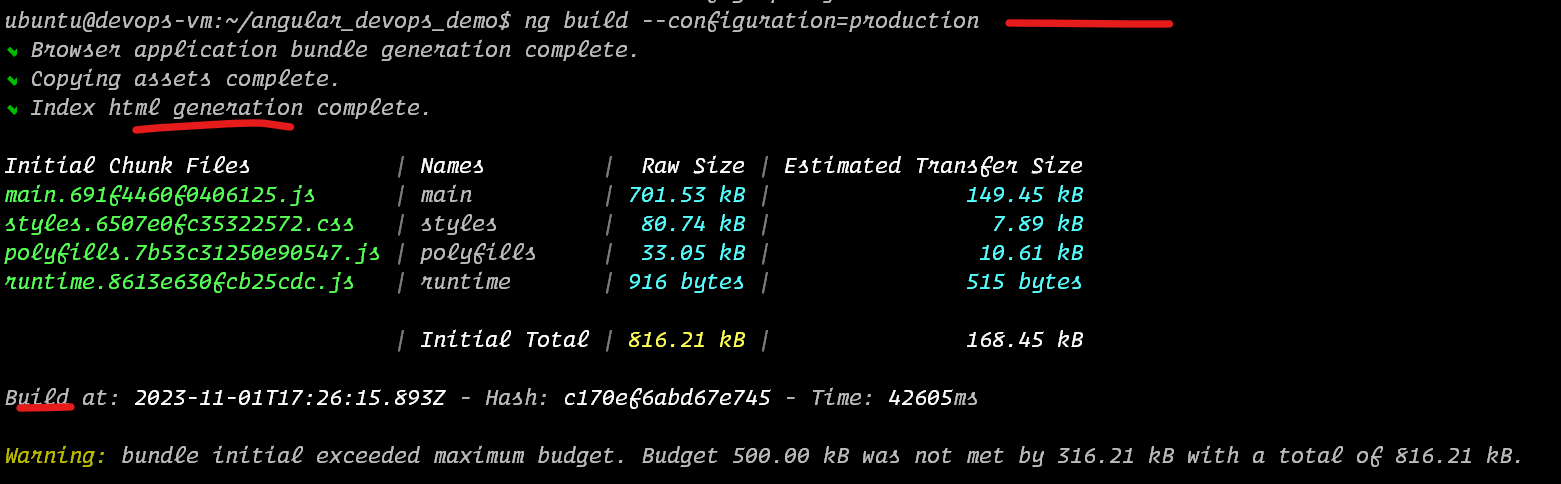 ubuntu@devops-vm:~/angular_devops_demo$ ng build --configuration=production
✔ Browser application bundle generation complete.
✔ Copying assets complete.
✔ Index html generation complete.
Initial Chunk Files | Names | Raw Size | Estimated Transfer Size
main.691f4460f0406125.js | main | 701.53 kB | 149.45 kB
styles.6507e0fc35322572.css | styles | 80.74 kB | 7.89 kB
polyfills.7b53c31250e90547.js | polyfills | 33.05 kB | 10.61 kB
runtime.8613e630fcb25cdc.js | runtime | 916 bytes | 515 bytes
| Initial Total | 816.21 kB | 168.45 kB
Build at: 2023-11-01T17:26:15.893Z - Hash: c170ef6abd67e745 - Time: 42605ms
Warning: bundle initial exceeded maximum budget. Budget 500.00 kB was not met by 316.21 kB with a total of 816.21 kB.